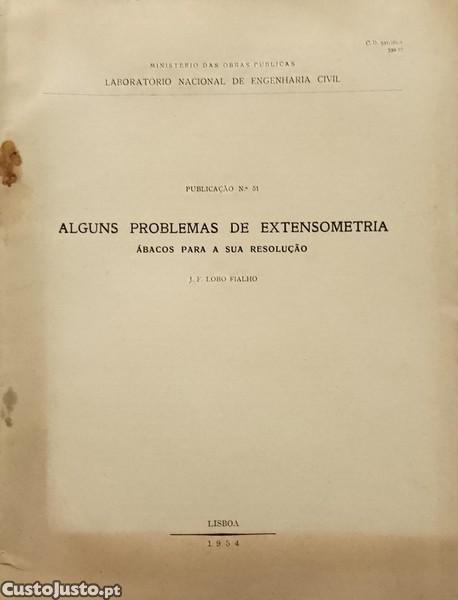 MINISTÉRIO DAS OBRAS PÚBLICAS
LABORATÓRIO NACIONAL DE ENGENHARIA CIVIL
PUBLICAÇÃO N.º 51
ALGUNS PROBLEMAS DE EXTENSOMETRIA
ÁBACOS PARA A SUA RESOLUÇÃO
J. F. LOBO FIALHO
LISBOA
1954
CustoJusto.pt